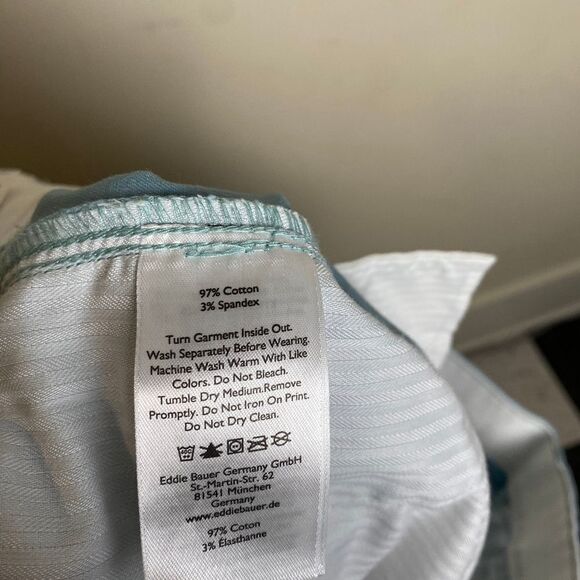 97% Cotton
3% Spandex
Turn Garment Inside Out.
Wash Separately Before Wearing.
Machine Wash Warm With Like
Colors. Do Not Bleach.
Tumble Dry Medium.Remove
Promptly. Do Not Iron On Print.
Do Not Dry Clean.
Eddie Bauer Germany GmbH
St.-Martin-Str. 62
81541 München
Germany
www.eddiebauer.de
97% Coton
3% Élasthanne